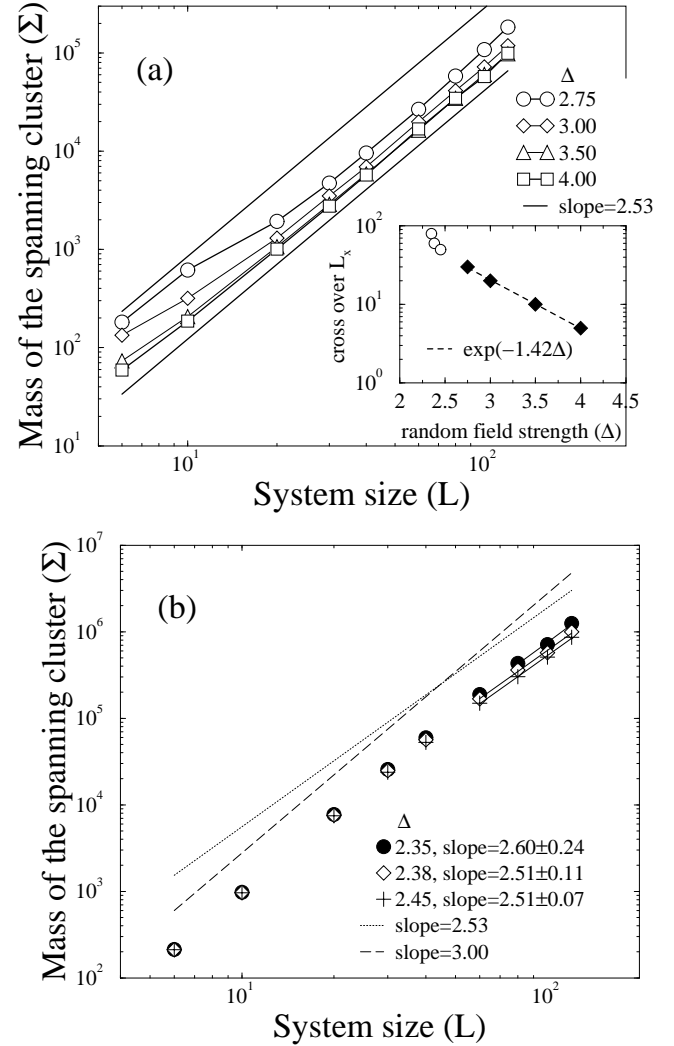 Mass of the spanning cluster (Σ)
10^5
10^4
10^3
10^2
10^1
(a)
Δ
2.75
3.00
3.50
4.00
slope=2.53
cross over L_x
10^2
10^1
10^0
exp(−1.42Δ)
2 2.5 3 3.5 4 4.5
random field strength (Δ)
10^1 10^2
System size (L)
Mass of the spanning cluster (Σ)
10^7
10^6
10^5
10^4
10^3
10^2
(b)
Δ
2.35, slope=2.60±0.24
2.38, slope=2.51±0.11
2.45, slope=2.51±0.07
slope=2.53
slope=3.00
10^1 10^2
System size (L)